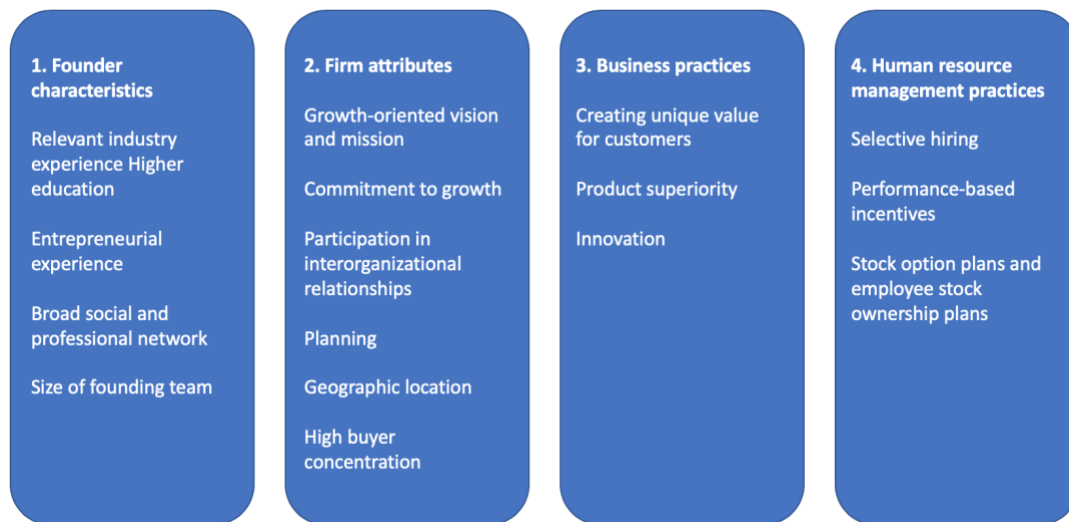 1. Founder
characteristics
Relevant industry
experience Higher
education
Entrepreneurial
experience
Broad social and
professional network
Size of founding team
2. Firm attributes
Growth-oriented vision
and mission
Commitment to growth
Participation in
interorganizational
relationships
Planning
Geographic location
High buyer
concentration
3. Business practices
Creating unique value
for customers
Product superiority
Innovation
4. Human resource
management practices
Selective hiring
Performance-based
incentives
Stock option plans and
employee stock
ownership plans